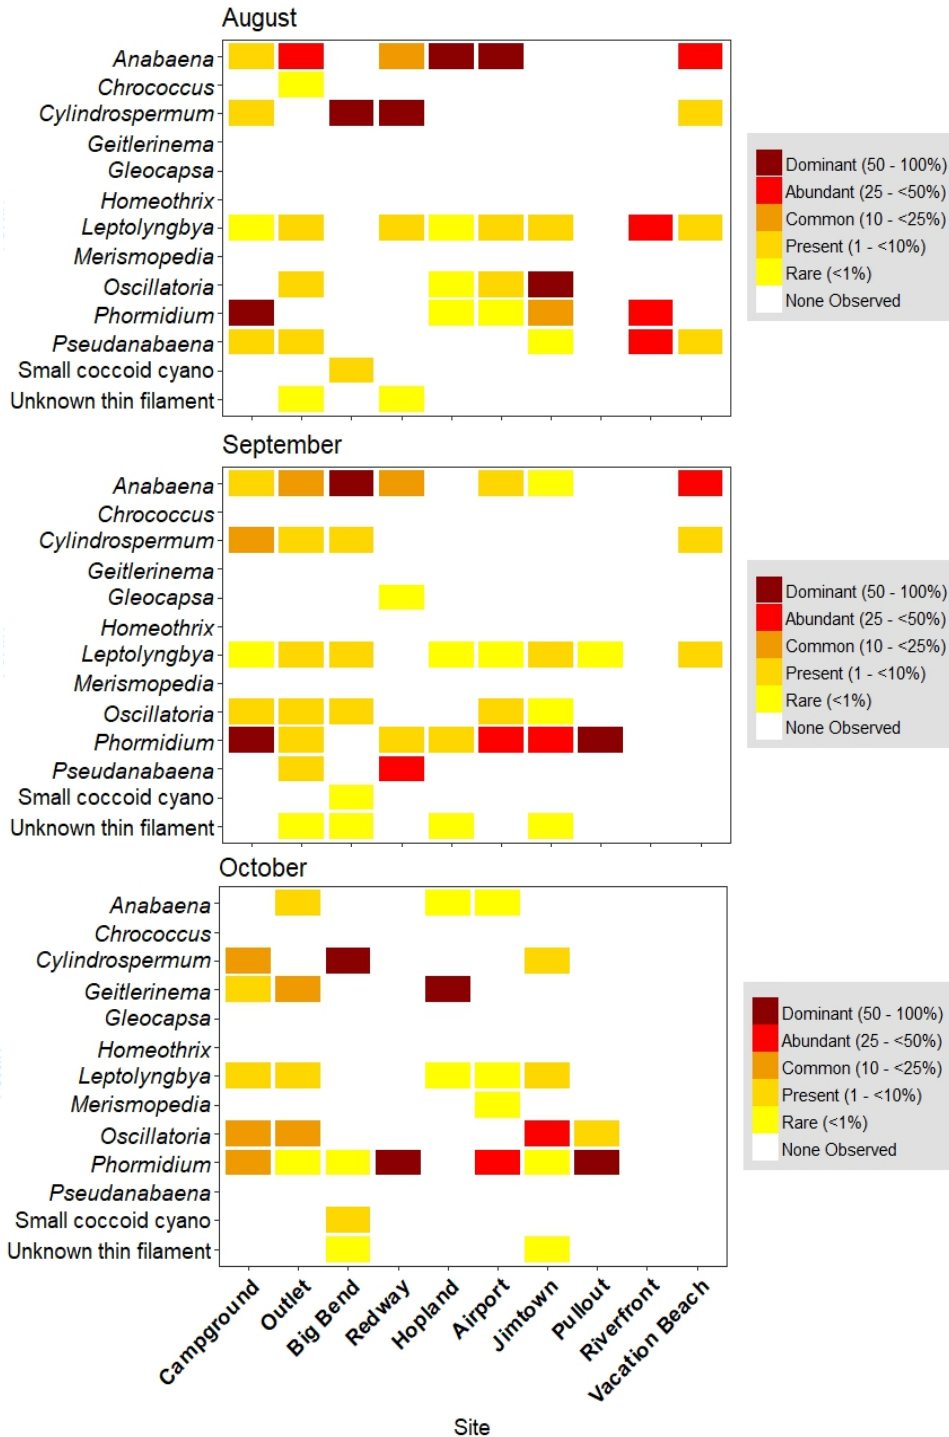 August
Anabaena
Chrococcus
Cylindrospermum
Geitlerinema
Gleocapsa
Homeothrix
Leptolyngbya
Merismopedia
Oscillatoria
Phormidium
Pseudanabaena
Small coccoid cyano
Unknown thin filament
Dominant (50 - 100%)
Abundant (25 - <50%)
Common (10 - <25%)
Present (1 - <10%)
Rare (<1%)
None Observed
September
Anabaena
Chrococcus
Cylindrospermum
Geitlerinema
Gleocapsa
Homeothrix
Leptolyngbya
Merismopedia
Oscillatoria
Phormidium
Pseudanabaena
Small coccoid cyano
Unknown thin filament
Dominant (50 - 100%)
Abundant (25 - <50%)
Common (10 - <25%)
Present (1 - <10%)
Rare (<1%)
None Observed
October
Anabaena
Chrococcus
Cylindrospermum
Geitlerinema
Gleocapsa
Homeothrix
Leptolyngbya
Merismopedia
Oscillatoria
Phormidium
Pseudanabaena
Small coccoid cyano
Unknown thin filament
Dominant (50 - 100%)
Abundant (25 - <50%)
Common (10 - <25%)
Present (1 - <10%)
Rare (<1%)
None Observed
Campground
Outlet
Big Bend
Redway
Hopland
Airport
Jimtown
Pullout
Riverfront
Vacation Beach
Site